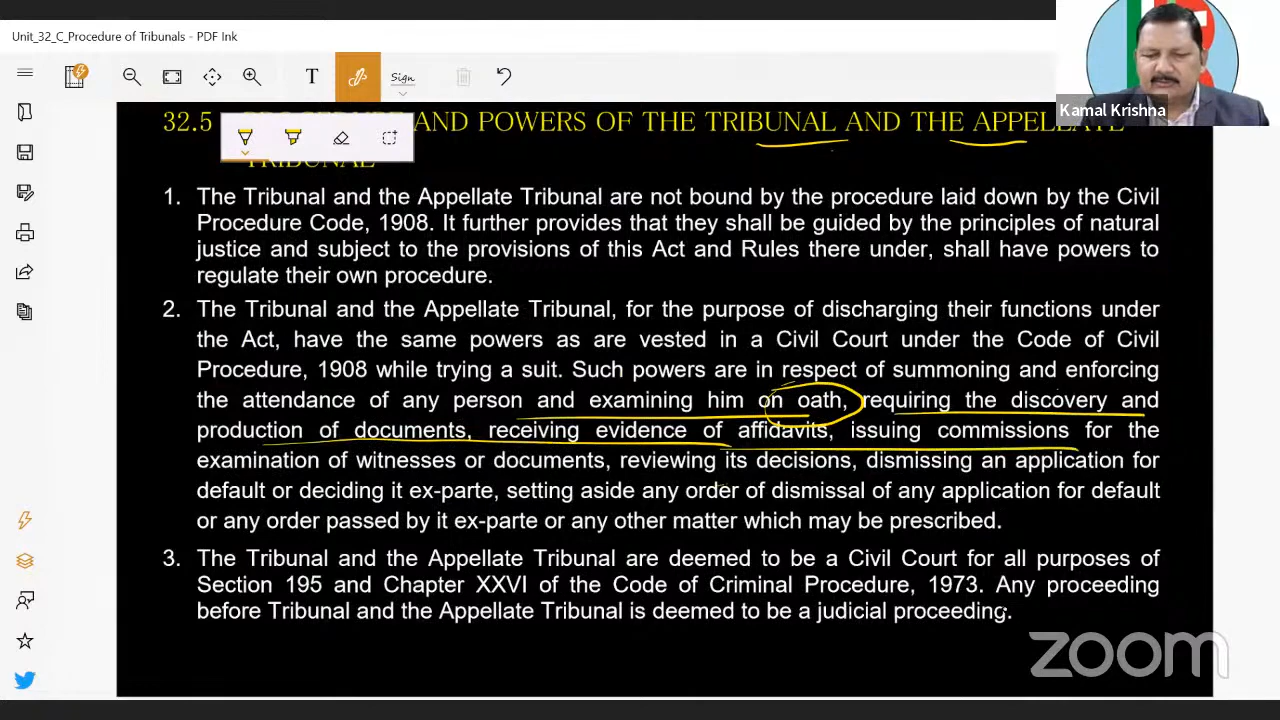 Unit_32_C_Procedure of Tribunals - PDF Ink
T
Sign
Kamal Krishna
32.5 AND POWERS OF THE TRIBUNAL AND THE APPELLATE
TRIBUNAL
1. The Tribunal and the Appellate Tribunal are not bound by the procedure laid down by the Civil
Procedure Code, 1908. It further provides that they shall be guided by the principles of natural
justice and subject to the provisions of this Act and Rules there under, shall have powers to
regulate their own procedure.
2. The Tribunal and the Appellate Tribunal, for the purpose of discharging their functions under
the Act, have the same powers as are vested in a Civil Court under the Code of Civil
Procedure, 1908 while trying a suit. Such powers are in respect of summoning and enforcing
the attendance of any person and examining him on oath, requiring the discovery and
production of documents, receiving evidence of affidavits, issuing commissions for the
examination of witnesses or documents, reviewing its decisions, dismissing an application for
default or deciding it ex-parte, setting aside any order of dismissal of any application for default
or any order passed by it ex-parte or any other matter which may be prescribed.
3. The Tribunal and the Appellate Tribunal are deemed to be a Civil Court for all purposes of
Section 195 and Chapter XXVI of the Code of Criminal Procedure, 1973. Any proceeding
before Tribunal and the Appellate Tribunal is deemed to be a judicial proceeding.
zoom